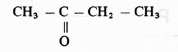 CH₃ – C – CH₂ – CH₃
||
O